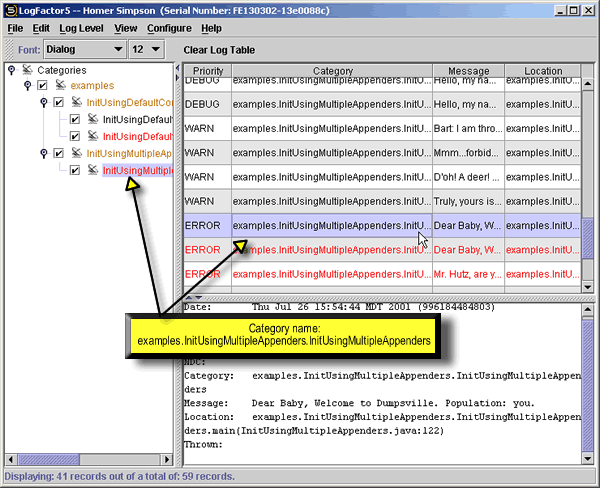 LogFactor5 -- Homer Simpson (Serial Number: FE130302-13e0088c)
File Edit Log Level View Configure Help
Font: Dialog 12 Clear Log Table
Categories
examples
InitUsingDefaultCon
InitUsingDefau
InitUsingDefau
InitUsingMultipleAp
InitUsingMultiple
Priority Category Message Location
DEBUG examples.InitUsingMultipleAppenders.InitU... Hello, my na... examples.InitU...
DEBUG examples.InitUsingMultipleAppenders.InitU... Hello, my na... examples.InitU...
WARN examples.InitUsingMultipleAppenders.InitU... Bart: I am thro... examples.InitU...
WARN examples.InitUsingMultipleAppenders.InitU... Mmm...forbid... examples.InitU...
WARN examples.InitUsingMultipleAppenders.InitU... D'oh! A deer! ... examples.InitU...
WARN examples.InitUsingMultipleAppenders.InitU... Truly, yours is... examples.InitU...
ERROR examples.InitUsingMultipleAppenders.InitU... Dear Baby, W... examples.InitU...
ERROR examples.InitUsingMultipleAppenders.InitU... Dear Baby, W... examples.InitU...
ERROR examples.InitUsingMultipleAppenders.InitU... Mr. Hutz, are y... examples.InitU...
Date: Thu Jul 26 15:54:44 MDT 2001 (996184484803)
Category name:
examples.InitUsingMultipleAppenders.InitUsingMultipleAppenders
NDC:
Category: examples.InitUsingMultipleAppenders.InitUsingMultipleAppen
ders
Message: Dear Baby, Welcome to Dumpsville. Population: you.
Location: examples.InitUsingMultipleAppenders.InitUsingMultipleAppen
ders.main(InitUsingMultipleAppenders.java:122)
Thrown:
Displaying: 41 records out of a total of: 59 records.